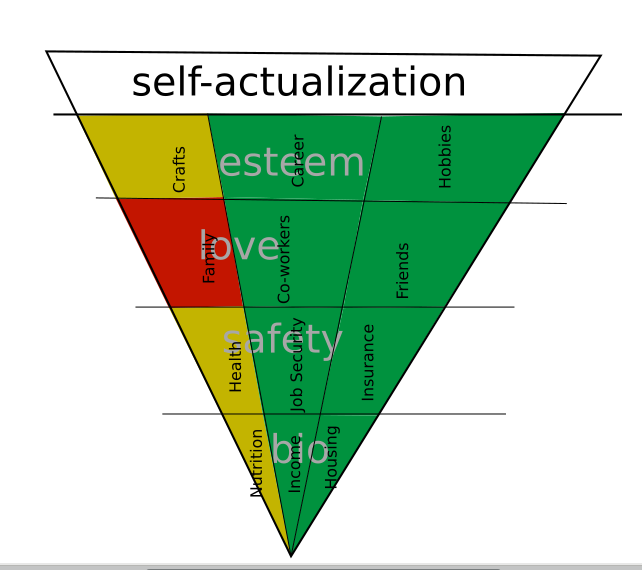 self-actualization
esteem
Crafts
Career
Hobbies
love
Family
Co-workers
Friends
safety
Health
Job Security
Insurance
bio
Nutrition
Income
Housing